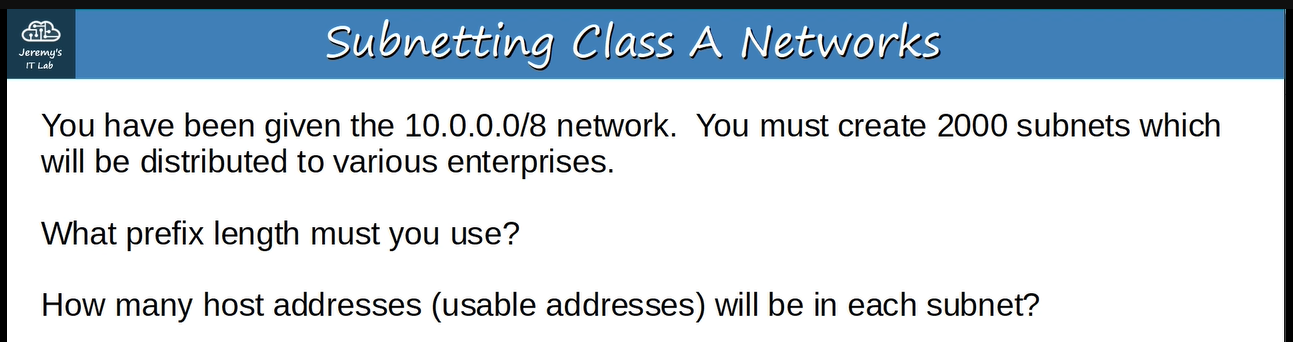 Jeremy's
IT Lab
Subnetting Class A Networks
You have been given the 10.0.0.0/8 network.  You must create 2000 subnets which
will be distributed to various enterprises.
What prefix length must you use?
How many host addresses (usable addresses) will be in each subnet?